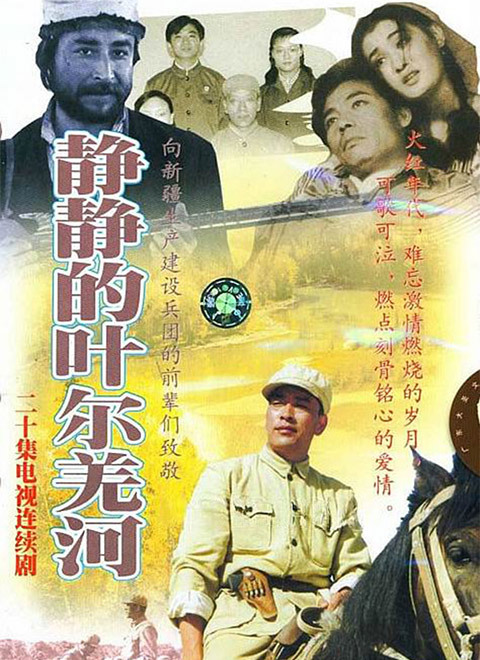 火红年代，难忘激情燃烧的岁月。
可歌可泣，燃点刻骨铭心的爱情。
向新疆生产建设兵团的前辈们致敬
静静的叶尔羌河
二十集电视连续剧